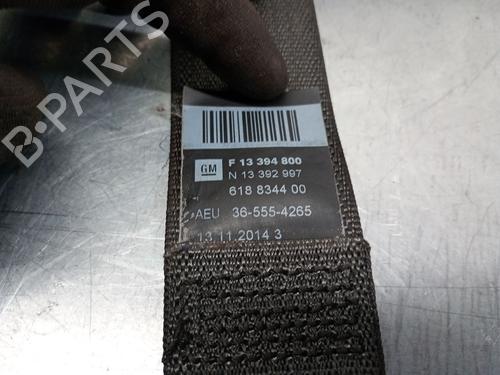 B-PARTS
GM
F 13 394 800
N 13 392 997
618 8344 00
AEU 36-555-4265
13.11.2014 3